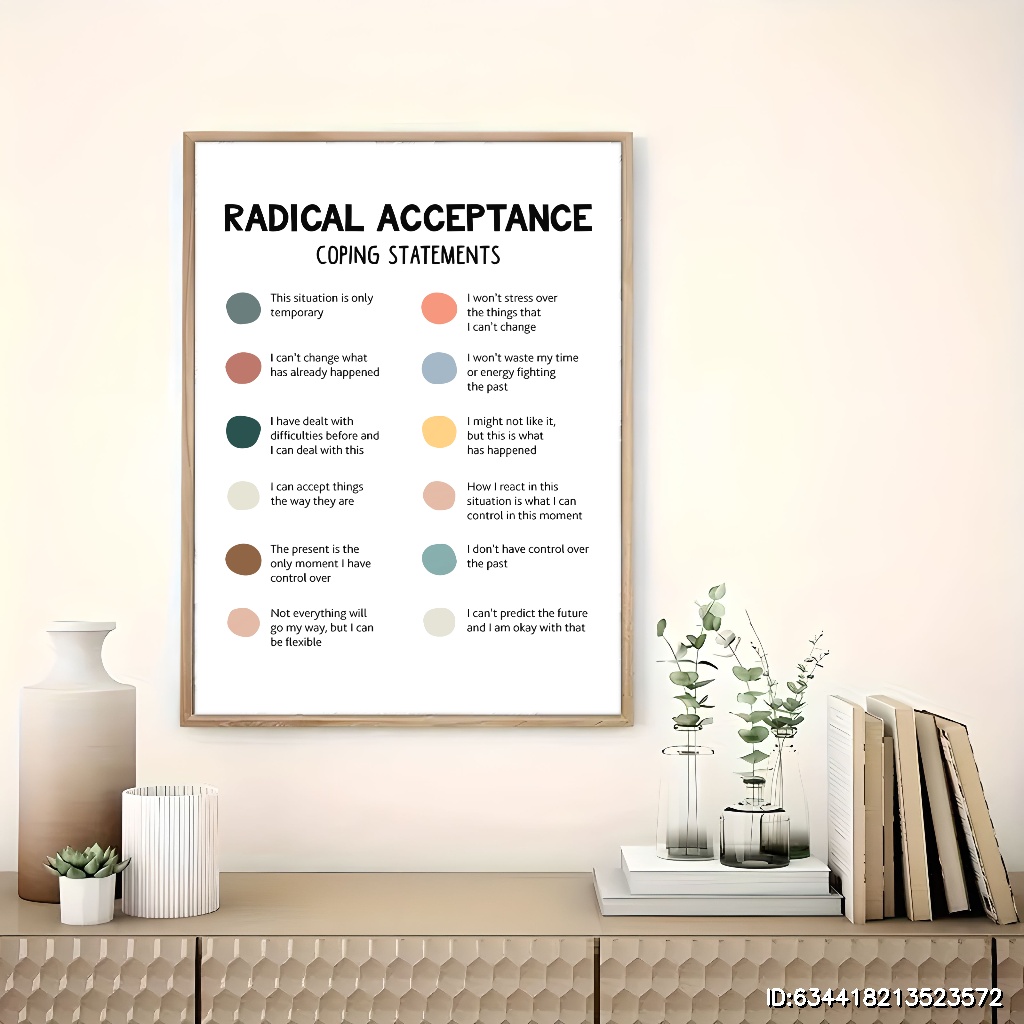 RADICAL ACCEPTANCE
COPING STATEMENTS
This situation is only
temporary
I can't change what
has already happened
I have dealt with
difficulties before and
I can deal with this
I can accept things
the way they are
The present is the
only moment I have
control over
Not everything will
go my way, but I can
be flexible
I won't stress over
the things that
I can't change
I won't waste my time
or energy fighting
the past
I might not like it,
but this is what
has happened
How I react in this
situation is what I can
control in this moment
I don't have control over
the past
I can't predict the future
and I am okay with that
ID:634418213523572